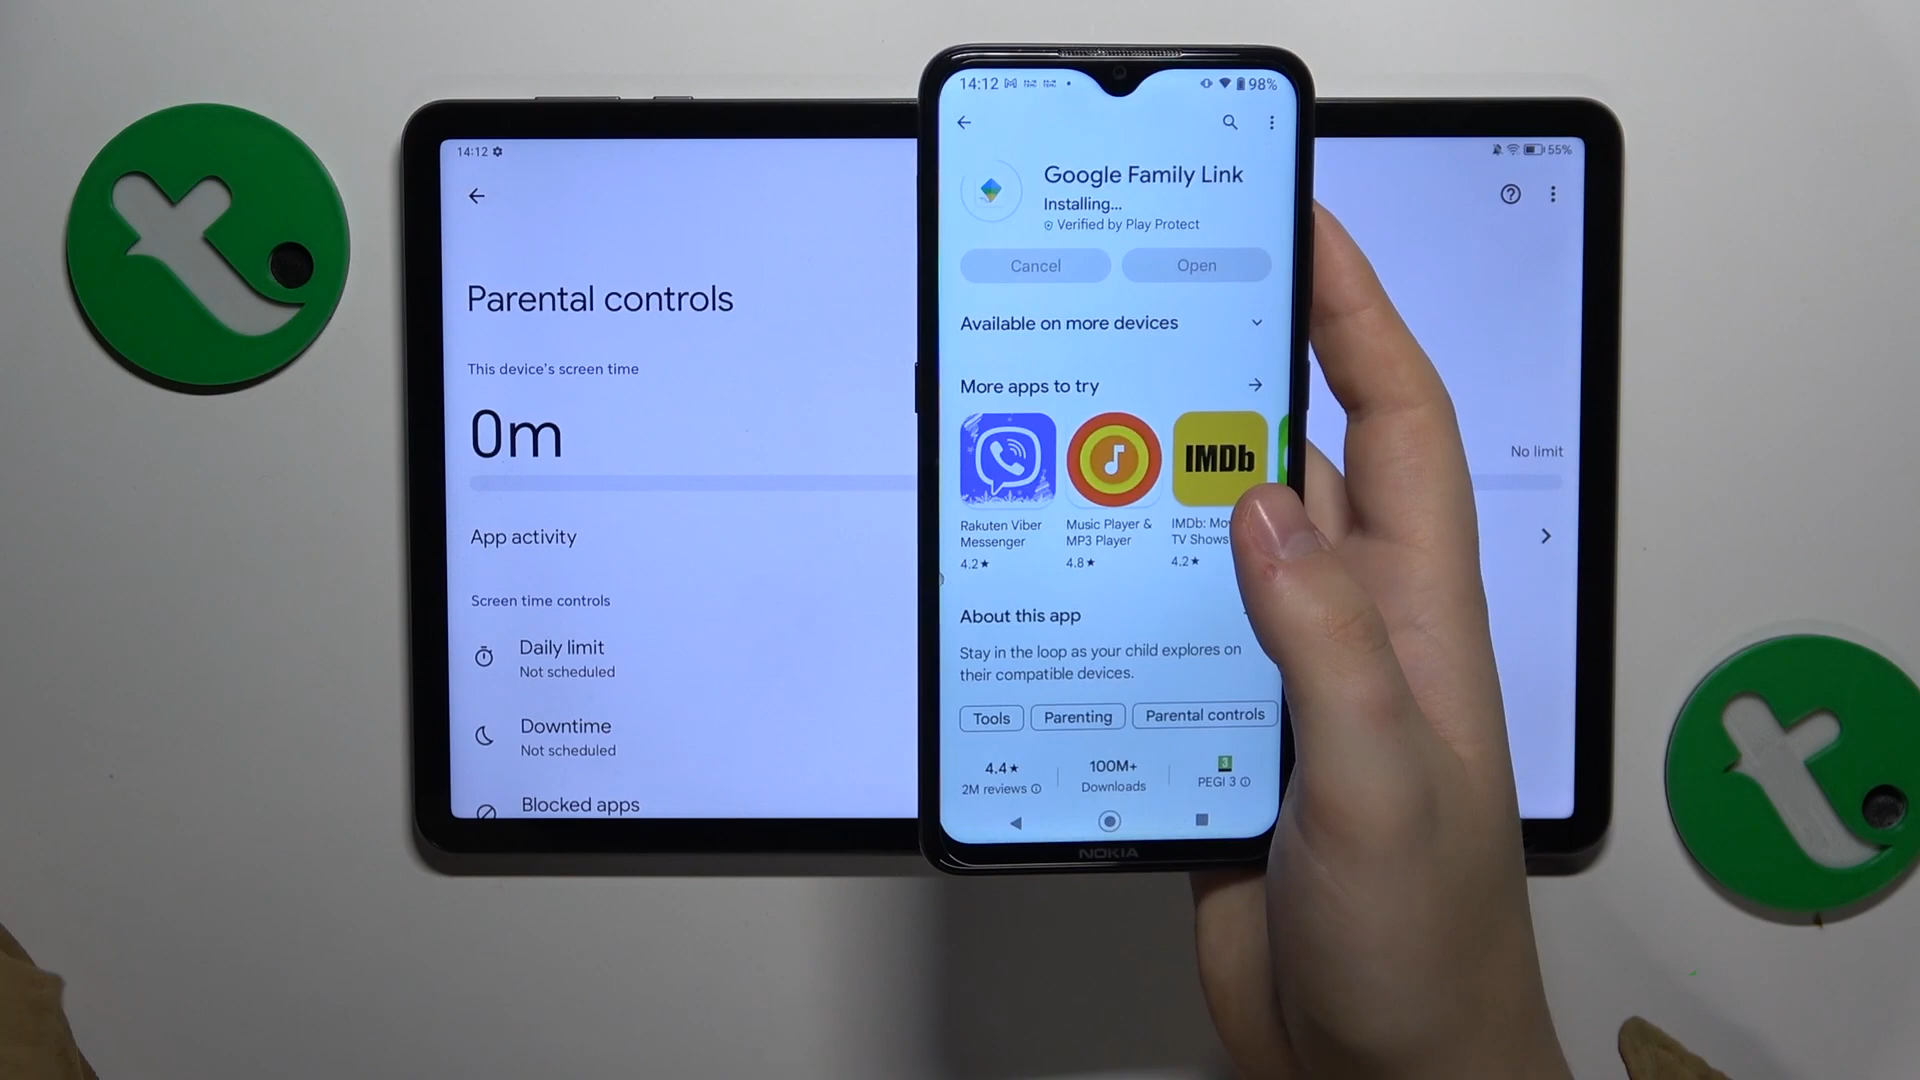 14:12
55%
Parental controls
This device's screen time
0m
No limit
App activity
Screen time controls
Daily limit
Not scheduled
Downtime
Not scheduled
Blocked apps
14:12
98%
Google Family Link
Installing...
Verified by Play Protect
Cancel
Open
Available on more devices
More apps to try
IMDb
Rakuten Viber
Messenger
4.2★
Music Player &
MP3 Player
4.8★
IMDb:
TV Shows
4.2★
About this app
Stay in the loop as your child explores on
their compatible devices.
Tools
Parenting
Parental controls
4.4★
2M reviews
100M+
Downloads
3
PEGI 3
NOKIA